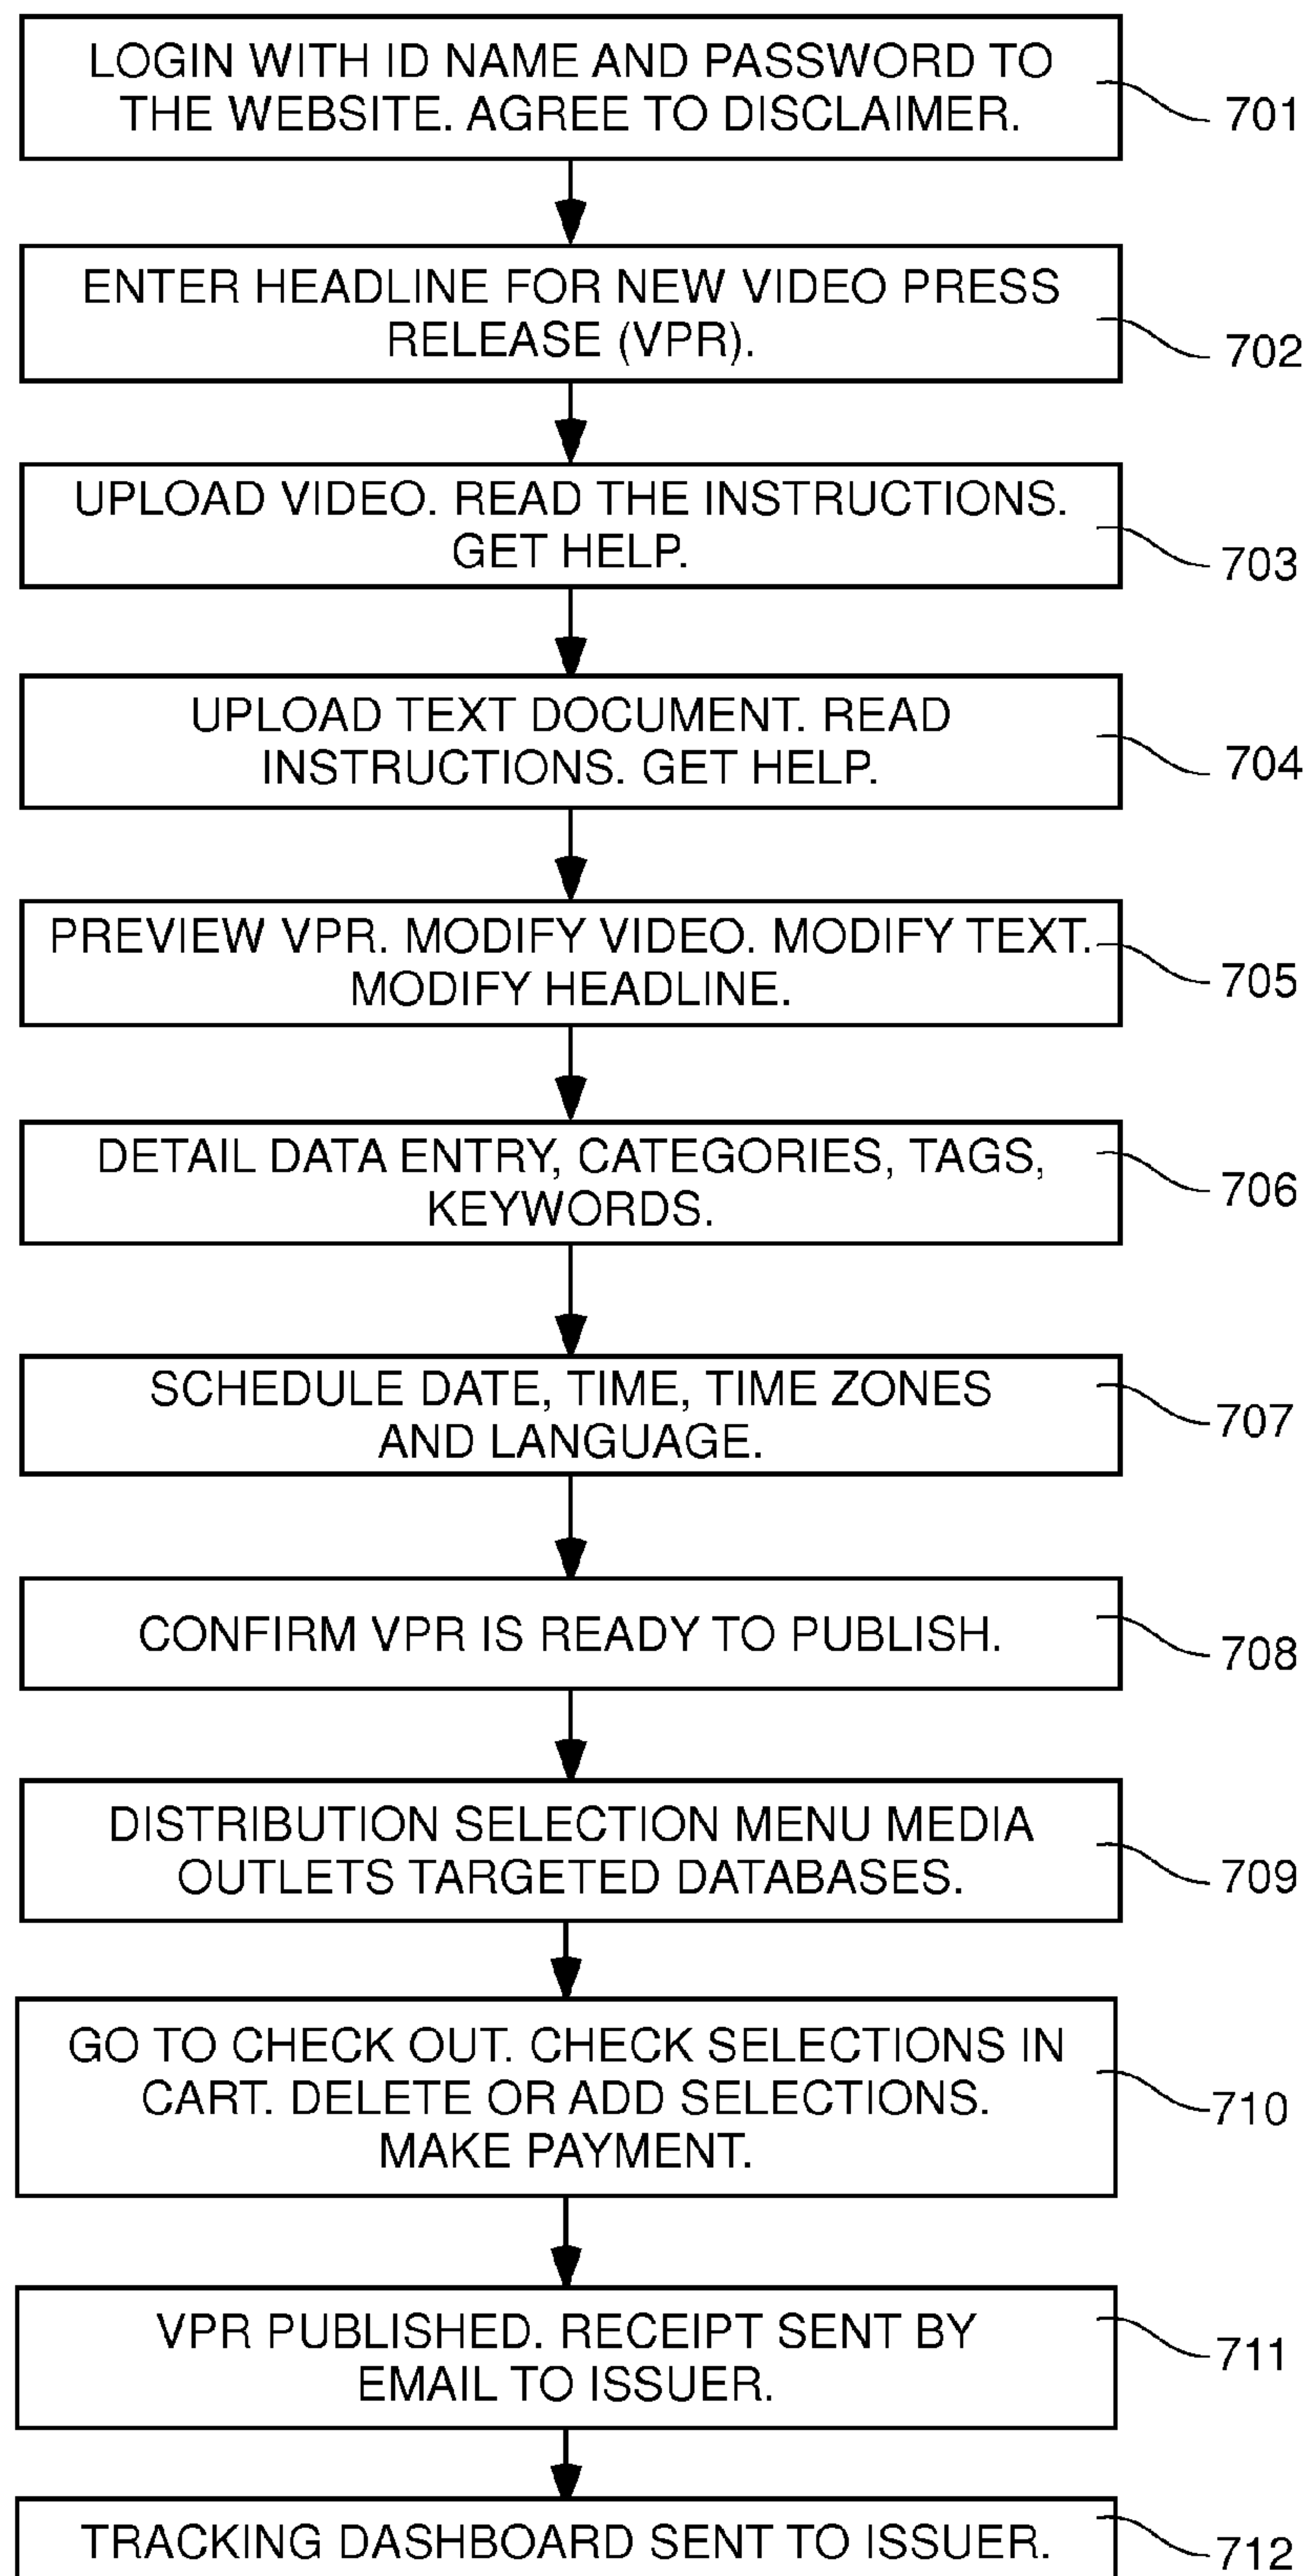 LOGIN WITH ID NAME AND PASSWORD TO
THE WEBSITE. AGREE TO DISCLAIMER.
701
ENTER HEADLINE FOR NEW VIDEO PRESS
RELEASE (VPR).
702
UPLOAD VIDEO. READ THE INSTRUCTIONS.
GET HELP.
703
UPLOAD TEXT DOCUMENT. READ
INSTRUCTIONS. GET HELP.
704
PREVIEW VPR. MODIFY VIDEO. MODIFY TEXT.
MODIFY HEADLINE.
705
DETAIL DATA ENTRY, CATEGORIES, TAGS,
KEYWORDS.
706
SCHEDULE DATE, TIME, TIME ZONES
AND LANGUAGE.
707
CONFIRM VPR IS READY TO PUBLISH.
708
DISTRIBUTION SELECTION MENU MEDIA
OUTLETS TARGETED DATABASES.
709
GO TO CHECK OUT. CHECK SELECTIONS IN
CART. DELETE OR ADD SELECTIONS.
MAKE PAYMENT.
710
VPR PUBLISHED. RECEIPT SENT BY
EMAIL TO ISSUER.
711
TRACKING DASHBOARD SENT TO ISSUER.
712